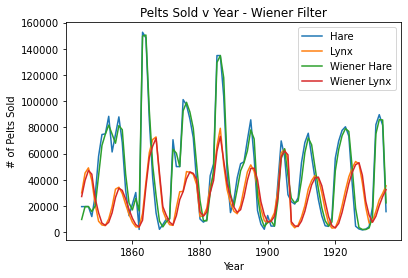 Pelts Sold v Year - Wiener Filter
160000
140000
120000
100000
80000
60000
40000
20000
0
# of Pelts Sold
Hare
Lynx
Wiener Hare
Wiener Lynx
1860
1880
1900
1920
Year